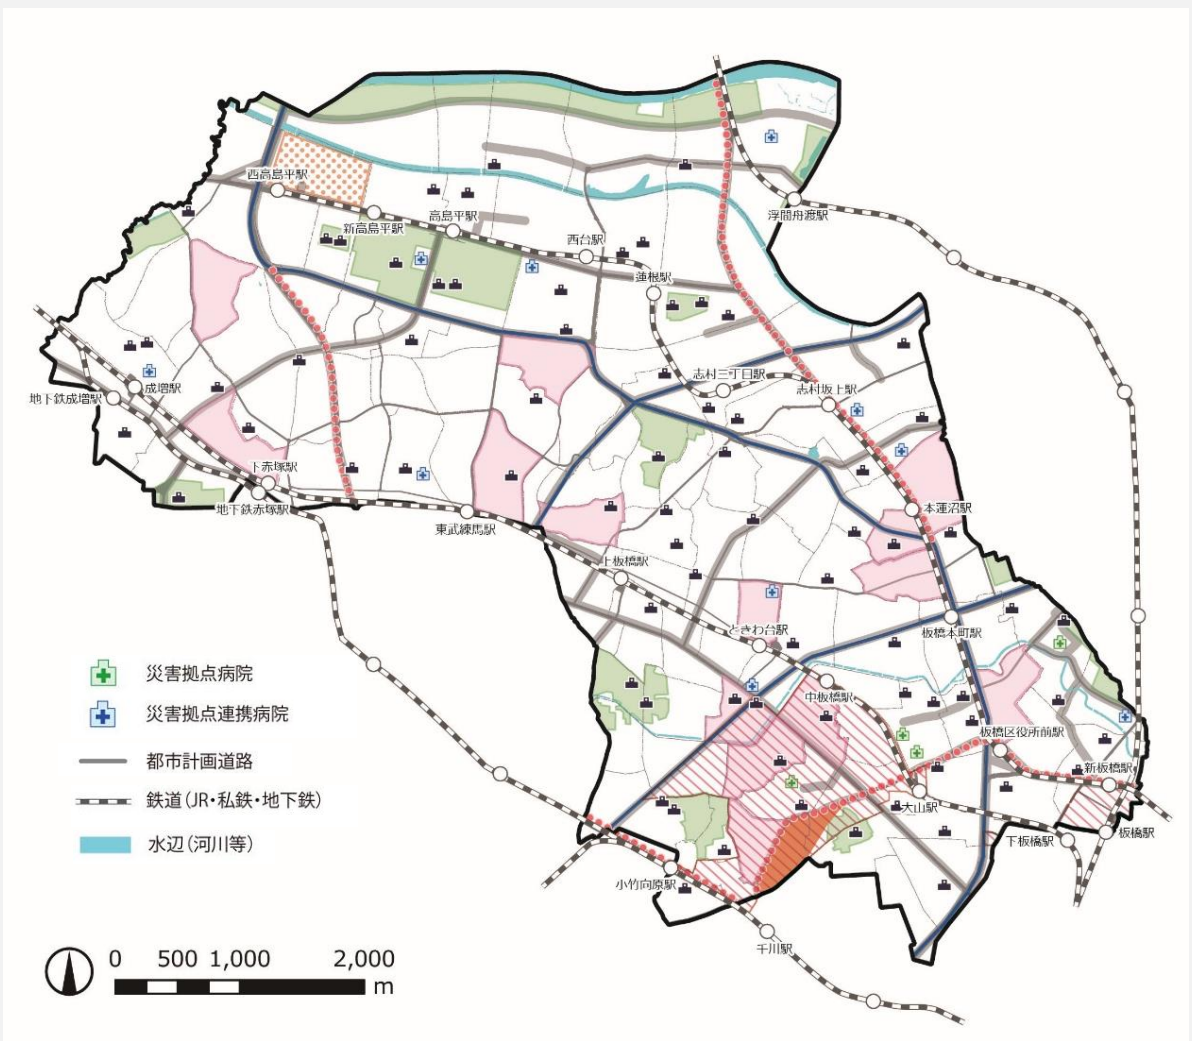 西高島平駅
新高島平駅
高島平駅
西台駅
蓮根駅
浮間舟渡駅
成増駅
地下鉄成増駅
志村三丁目駅
志村坂上駅
下赤塚駅
地下鉄赤塚駅
東武練馬駅
本蓮沼駅
上板橋駅
ときわ台駅
板橋本町駅
中板橋駅
板橋区役所前駅
新板橋駅
大山駅
下板橋駅
板橋駅
小竹向原駅
千川駅
災害拠点病院
災害拠点連携病院
都市計画道路
鉄道(JR・私鉄・地下鉄)
水辺(河川等)
0 500 1,000 2,000
m